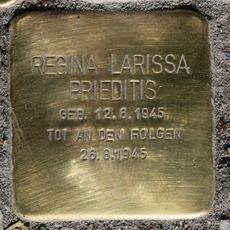 REGINA LARISSA
PRIEDITIS
GEB. 12.6.1945
TOT AN DEN FOLGEN
26.8.1945